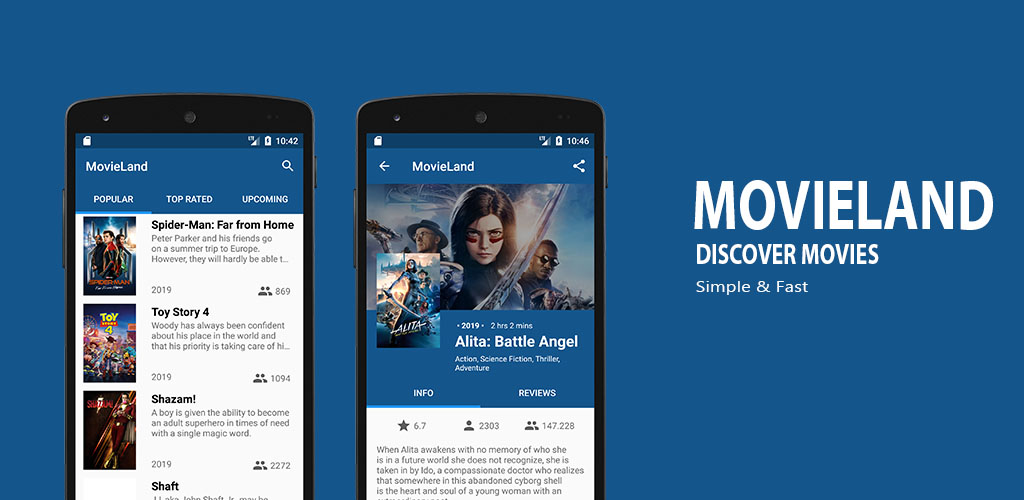 10:42
MovieLand
POPULAR TOP RATED UPCOMING
Spider-Man: Far from Home
Peter Parker and his friends go
on a summer trip to Europe.
However, they will hardly be able t...
2019 869
SPIDER-MAN
TOY STORY
4
Toy Story 4
Woody has always been confident
about his place in the world and
that his priority is taking care of hi...
2019 1094
SHAZAM!
Shazam!
A boy is given the ability to become
an adult superhero in times of need
with a single magic word.
2019 2272
Shaft
10:46
MovieLand
ALITA
• 2019 • 2 hrs 2 mins
Alita: Battle Angel
Action, Science Fiction, Thriller,
Adventure
INFO REVIEWS
6.7 2303 147.228
When Alita awakens with no memory of who she
is in a future world she does not recognize, she is
taken in by Ido, a compassionate doctor who realizes
that somewhere in this abandoned cyborg shell
is the heart and soul of a young woman with an
MOVIELAND
DISCOVER MOVIES
Simple & Fast